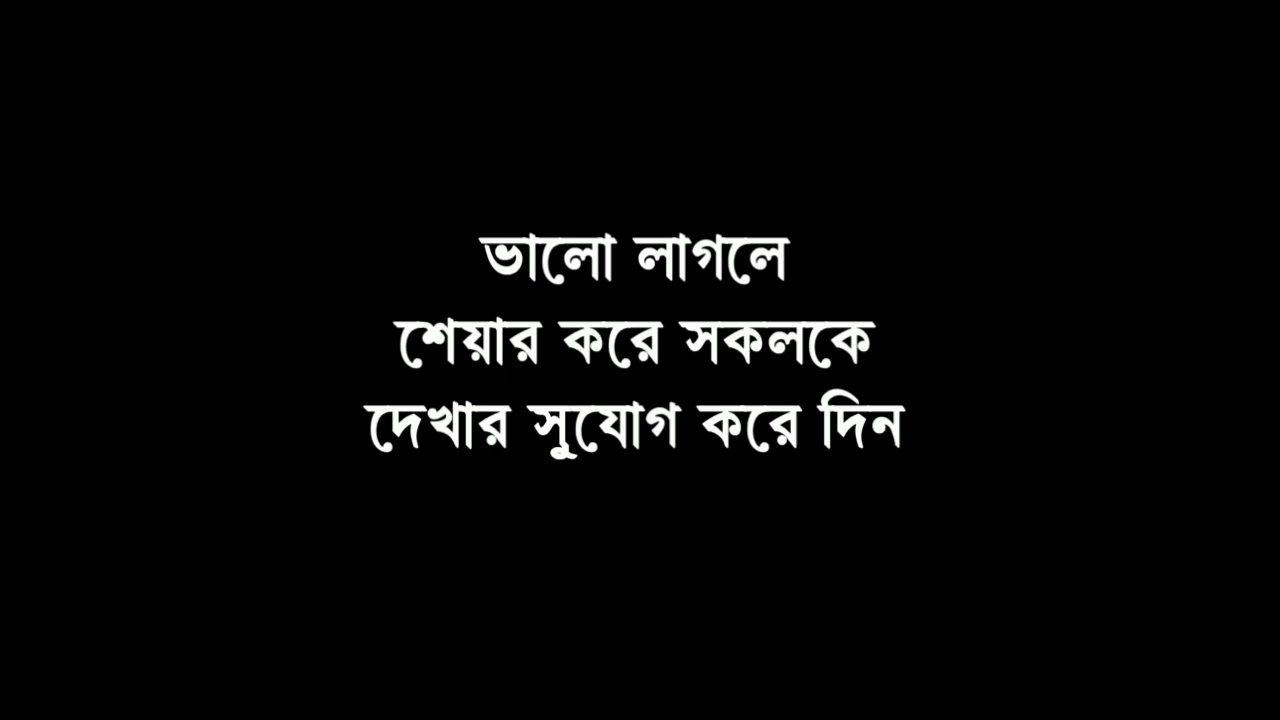 ভালো লাগলে
শেয়ার করে সকলকে
দেখার সুযোগ করে দিন